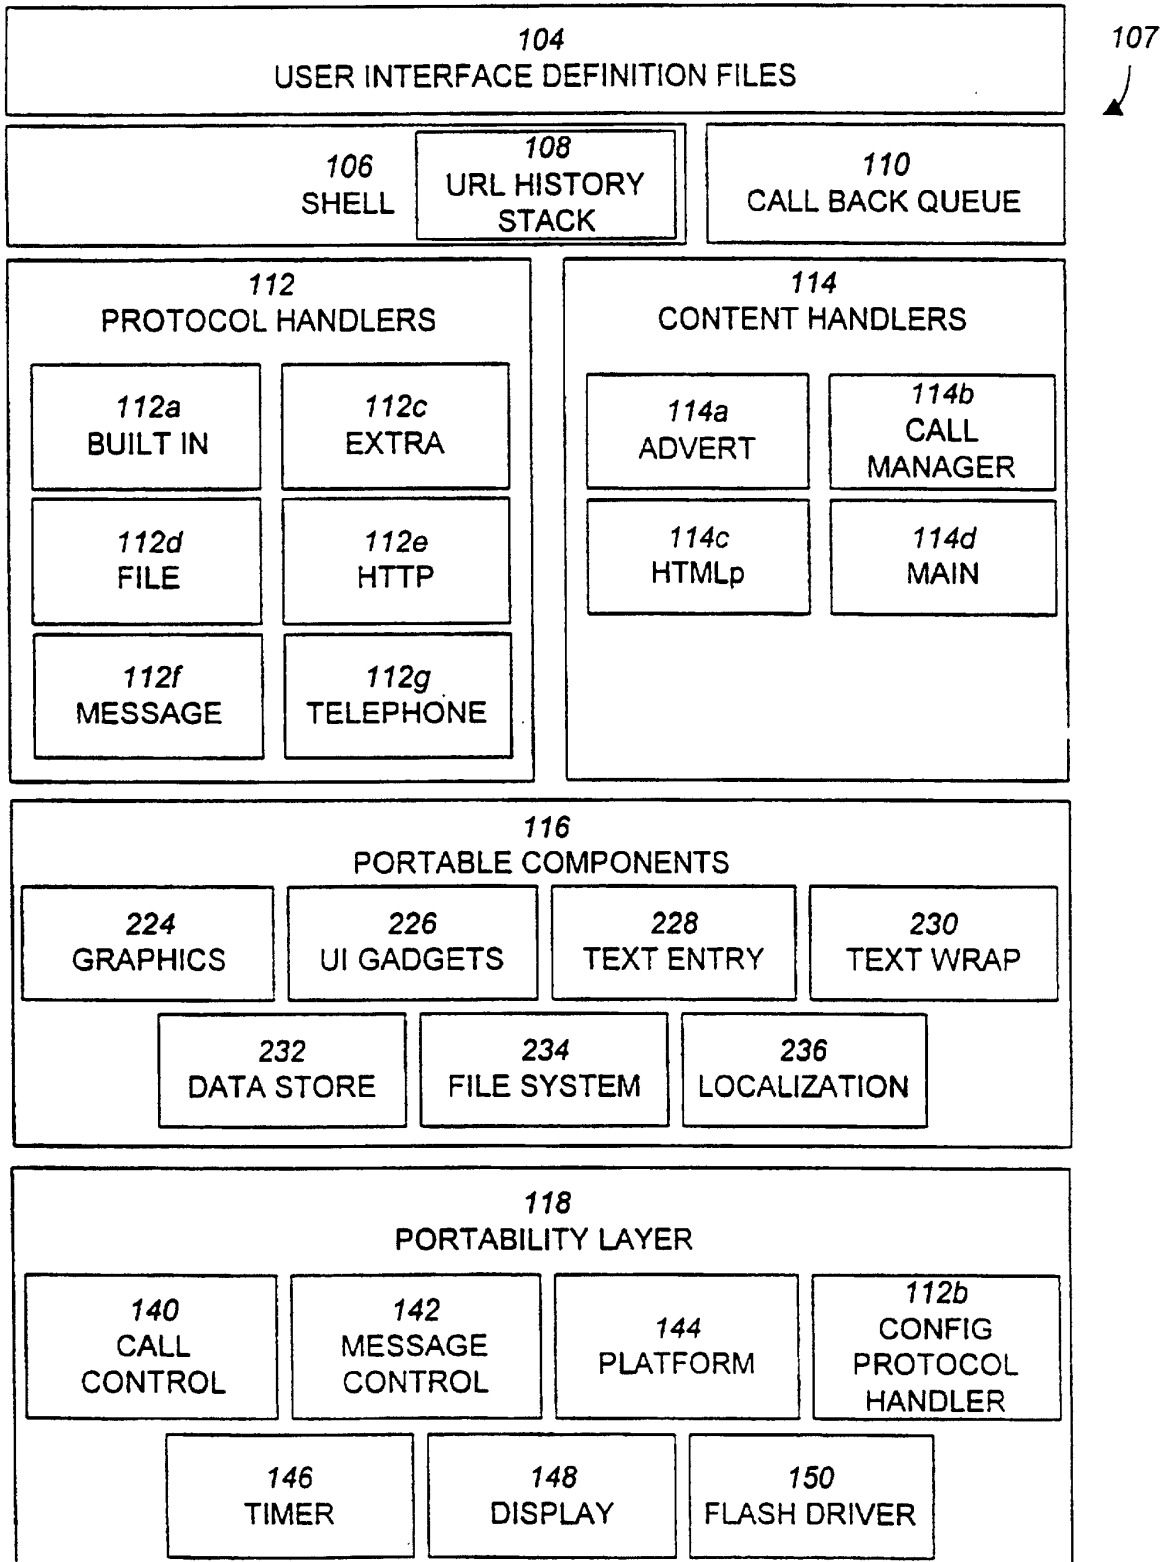 104
USER INTERFACE DEFINITION FILES
107
106
SHELL
108
URL HISTORY
STACK
110
CALL BACK QUEUE
112
PROTOCOL HANDLERS
112a
BUILT IN
112c
EXTRA
112d
FILE
112e
HTTP
112f
MESSAGE
112g
TELEPHONE
114
CONTENT HANDLERS
114a
ADVERT
114b
CALL
MANAGER
114c
HTMLp
114d
MAIN
116
PORTABLE COMPONENTS
224
GRAPHICS
226
UI GADGETS
228
TEXT ENTRY
230
TEXT WRAP
232
DATA STORE
234
FILE SYSTEM
236
LOCALIZATION
118
PORTABILITY LAYER
140
CALL
CONTROL
142
MESSAGE
CONTROL
144
PLATFORM
112b
CONFIG
PROTOCOL
HANDLER
146
TIMER
148
DISPLAY
150
FLASH DRIVER